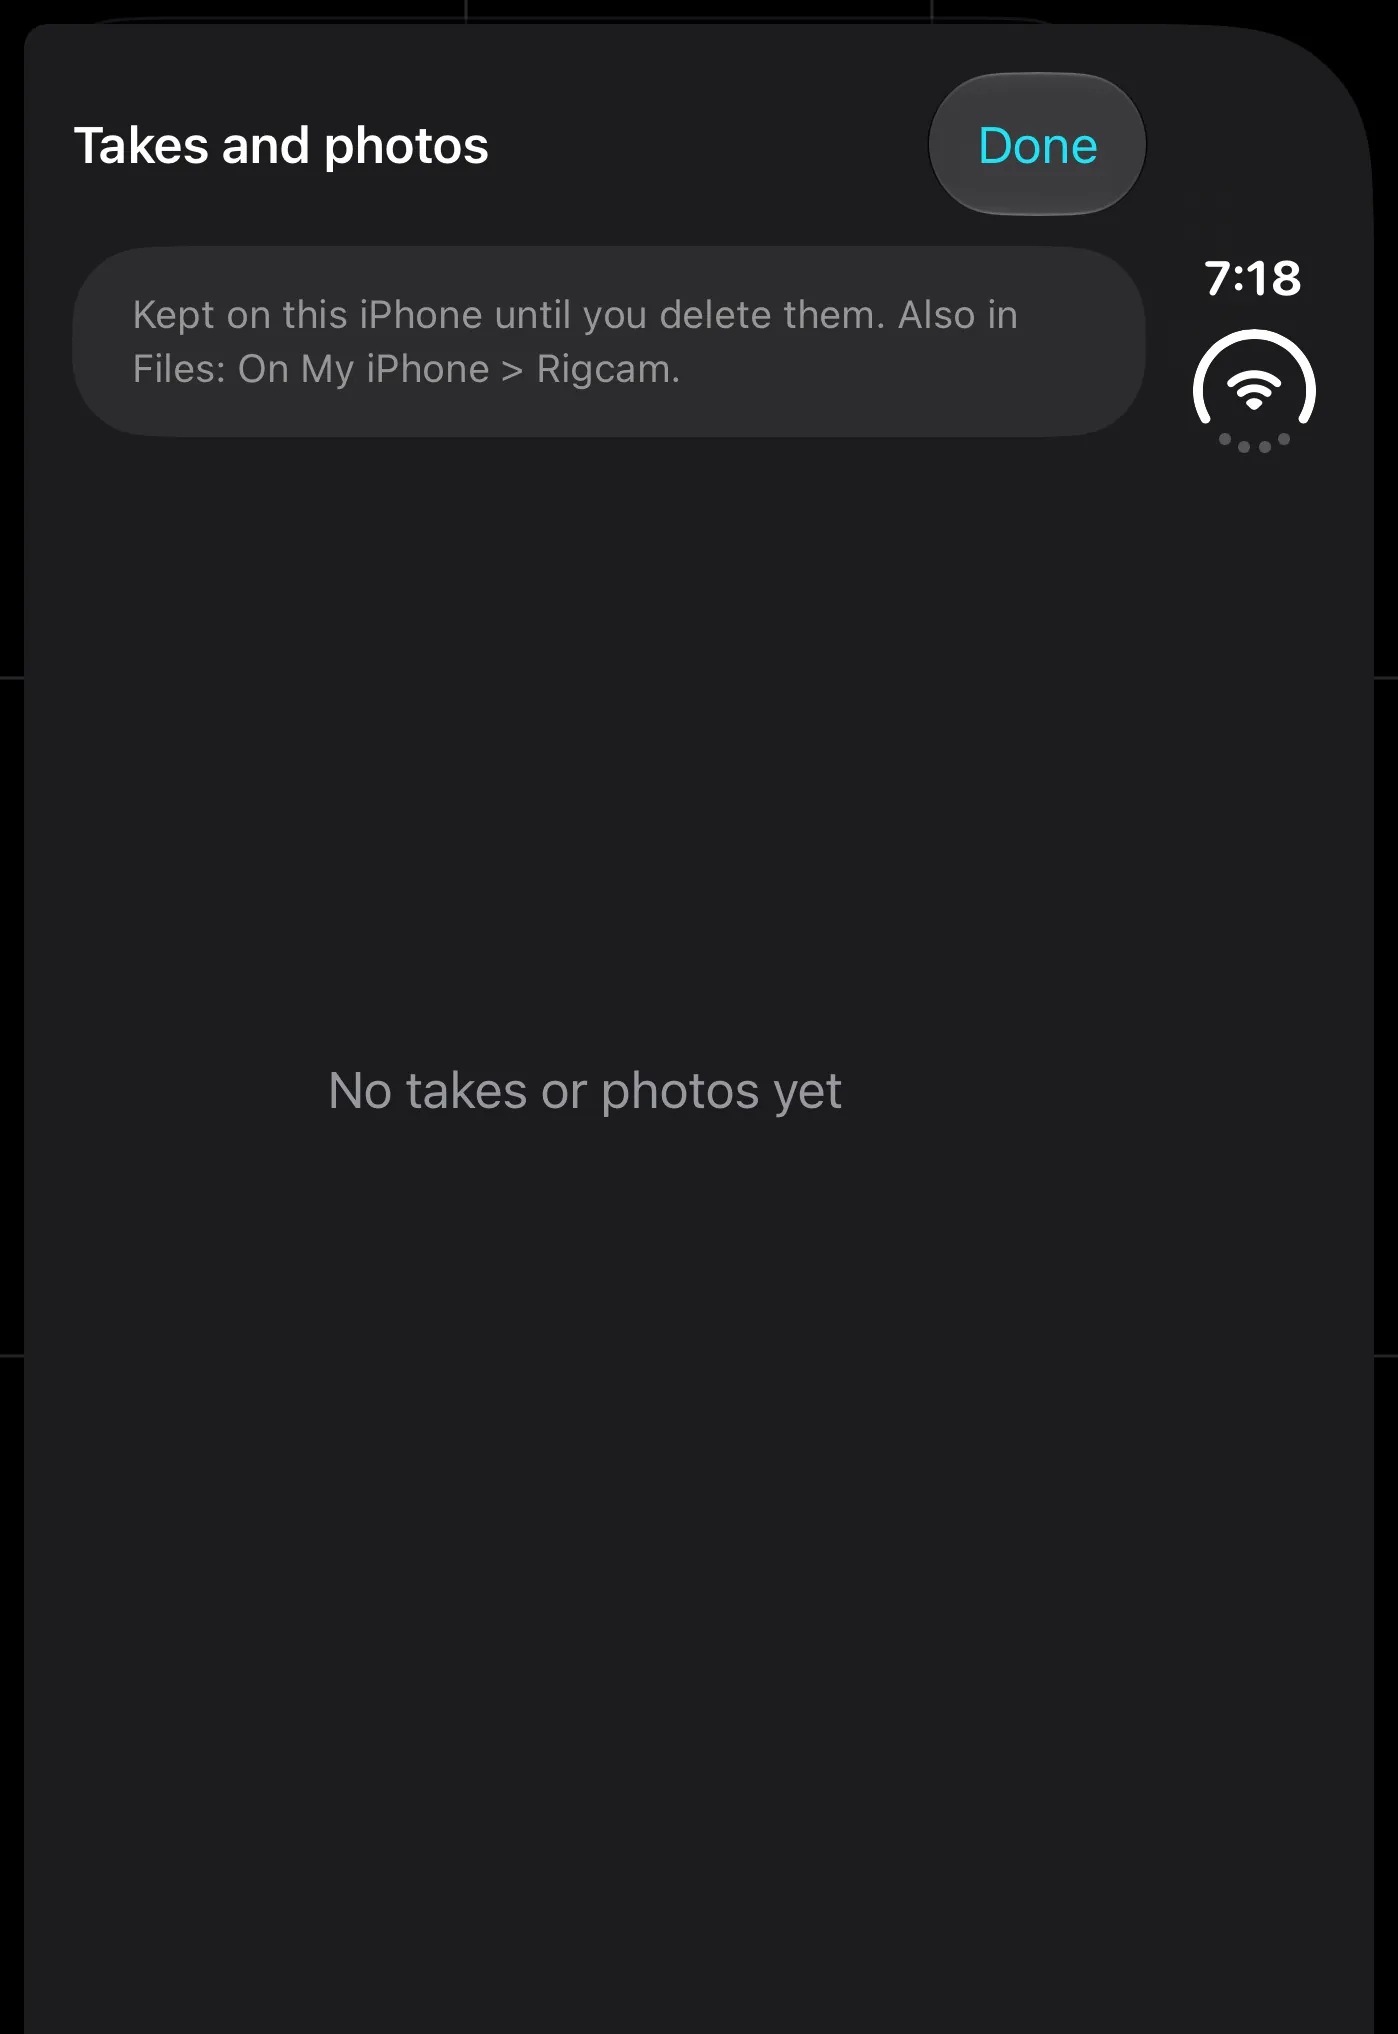 Takes and photos
Done
Kept on this iPhone until you delete them. Also in
Files: On My iPhone > Rigcam.
7:18
No takes or photos yet